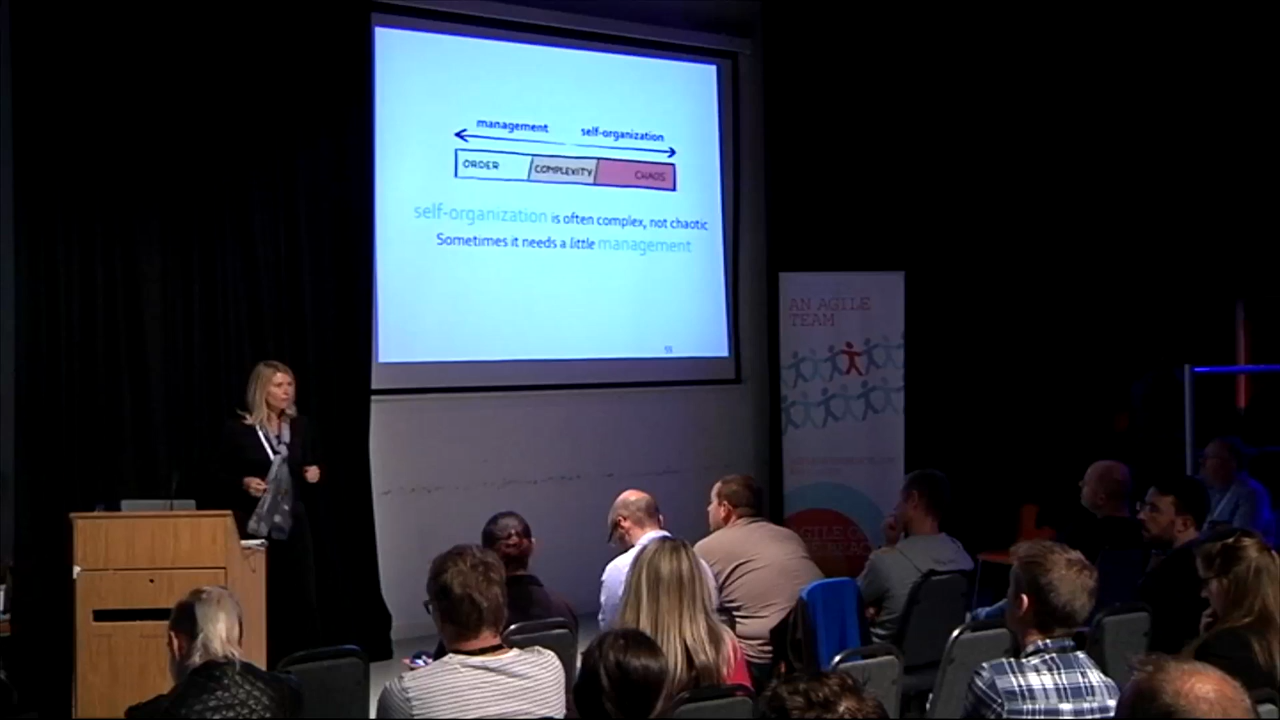 management
self-organization
ORDER
COMPLEXITY
CHAOS
self-organization is often complex, not chaotic
Sometimes it needs a little management
AN AGILE
TEAM